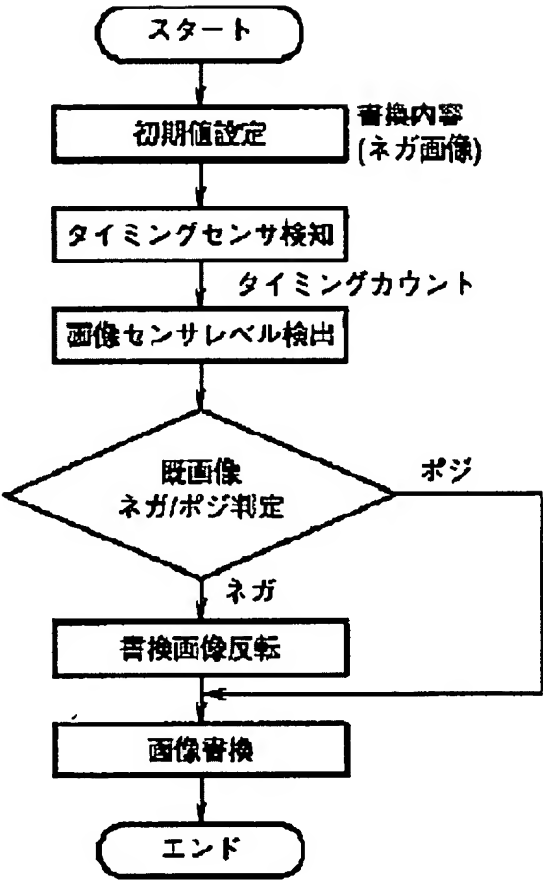 スタート
初期値設定
書換内容
(ネガ画像)
タイミングセンサ検知
タイミングカウント
画像センサレベル検出
既画像
ネガ/ポジ判定
ポジ
ネガ
書換画像反転
画像書換
エンド